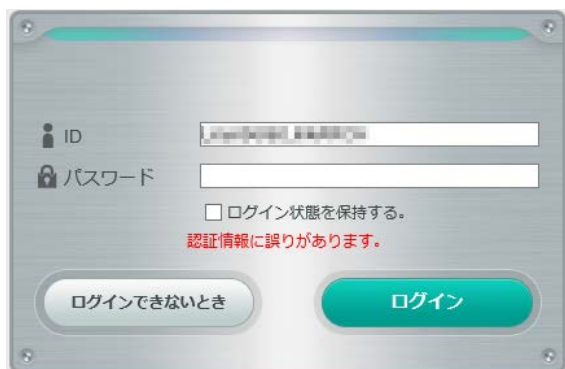 ID
パスワード
ログイン状態を保持する。
認証情報に誤りがあります。
ログインできないとき
ログイン